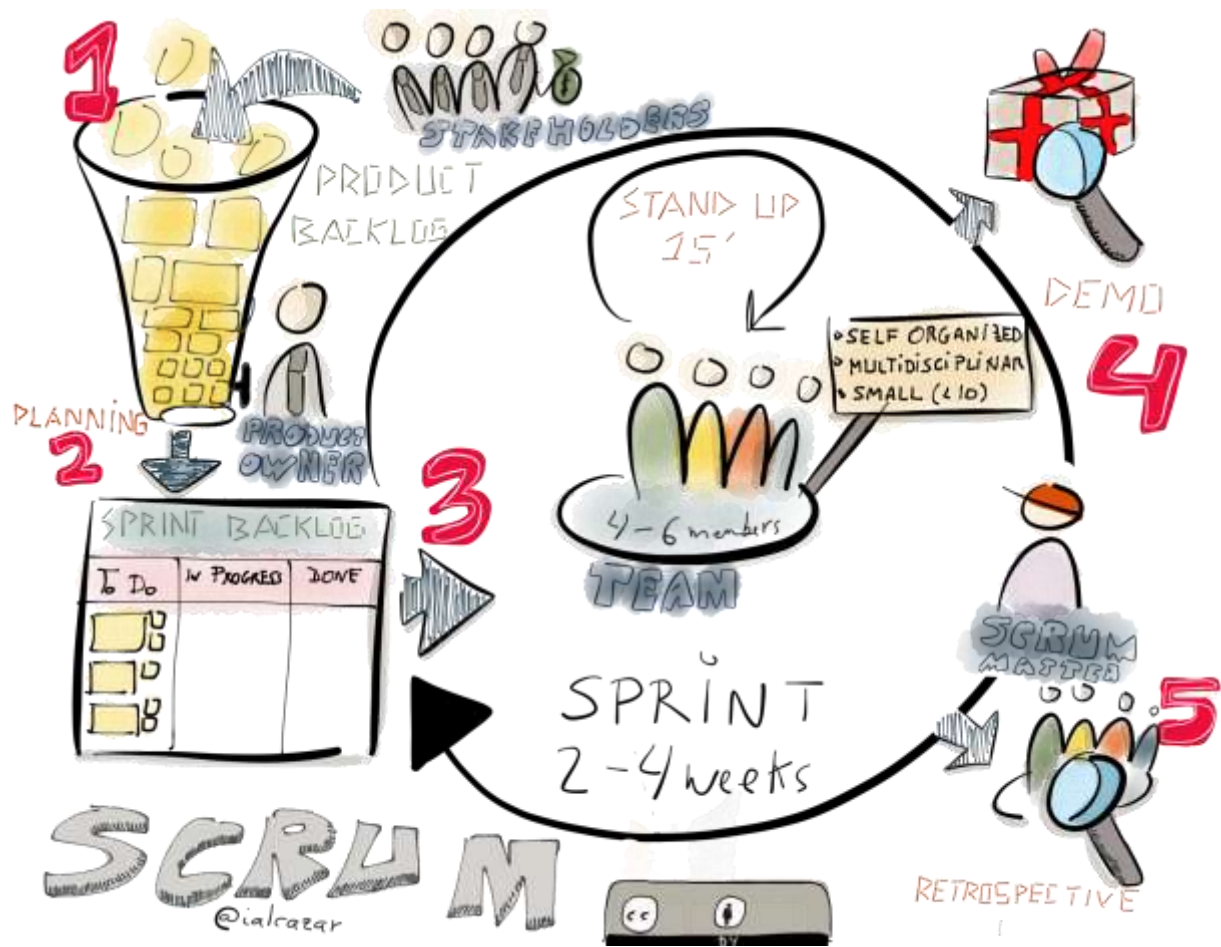 1
STAKEHOLDERS
PRODUCT
BACKLOG
STAND UP
15'
DEMO
4
• SELF ORGANIZED
• MULTIDISCIPLINAR
• SMALL (<10)
PLANNING
2
PRODUCT
OWNER
3
SPRINT BACKLOG
To Do
IN PROGRESS
DONE
4-6 members
TEAM
SCRUM
SPRINT
2-4 weeks
5
RETROSPECTIVE
SCRUM
@ialcazar
cc
BY